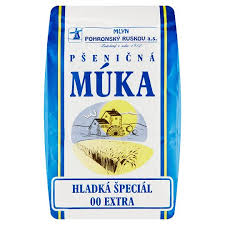 MLYN
POHRONSKÝ RUSKOV a.s.
PŠENIČNÁ
MÚKA
HLADKÁ ŠPECIÁL
00 EXTRA